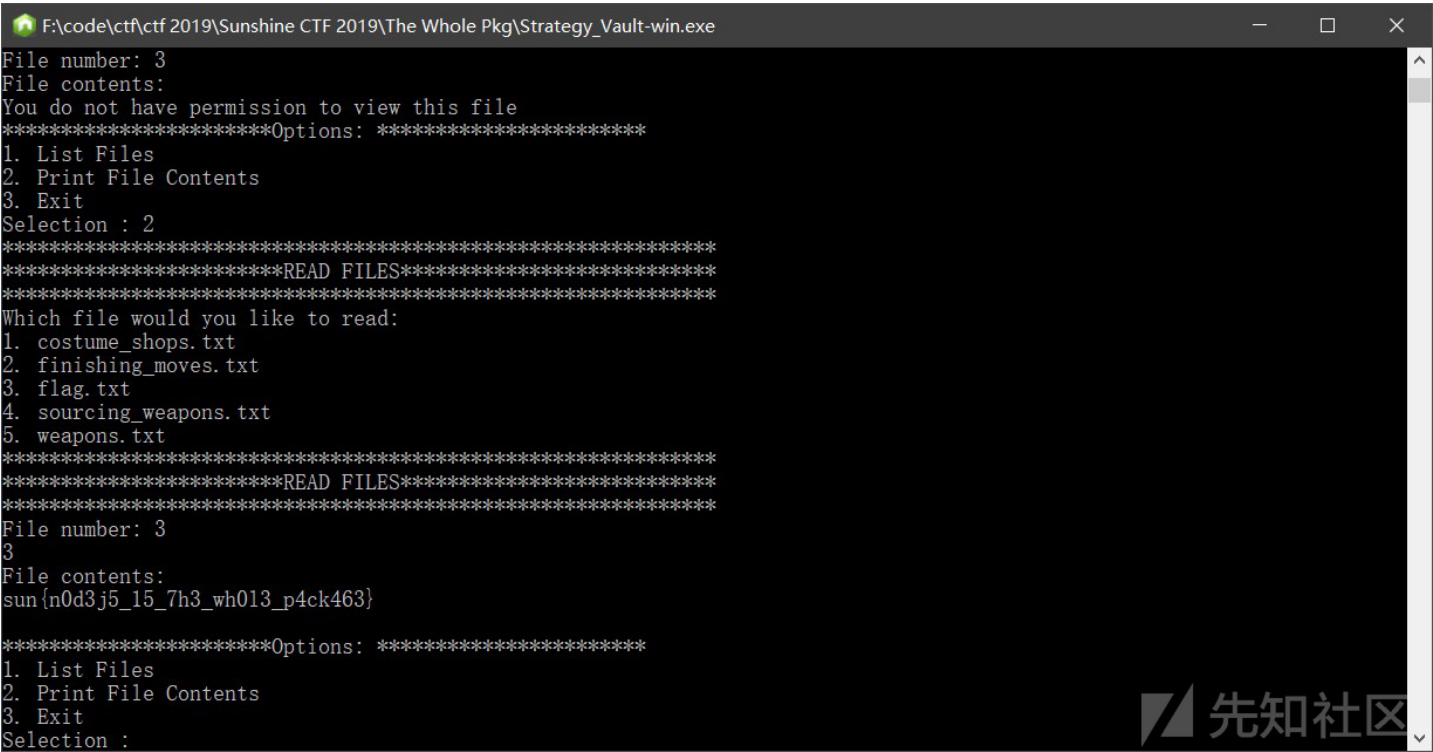 F:\code\ctf\ctf 2019\Sunshine CTF 2019\The Whole Pkg\Strategy_Vault-win.exe
File number: 3
File contents:
You do not have permission to view this file
***********************Options: ***********************
1. List Files
2. Print File Contents
3. Exit
Selection : 2
*************************************************************
************************READ FILES***************************
*************************************************************
Which file would you like to read:
1. costume_shops.txt
2. finishing_moves.txt
3. flag.txt
4. sourcing_weapons.txt
5. weapons.txt
*************************************************************
************************READ FILES***************************
*************************************************************
File number: 3
3
File contents:
sun{n0d3j5_15_7h3_wh0l3_p4ck463}
***********************Options: ***********************
1. List Files
2. Print File Contents
3. Exit
Selection :
先知社区